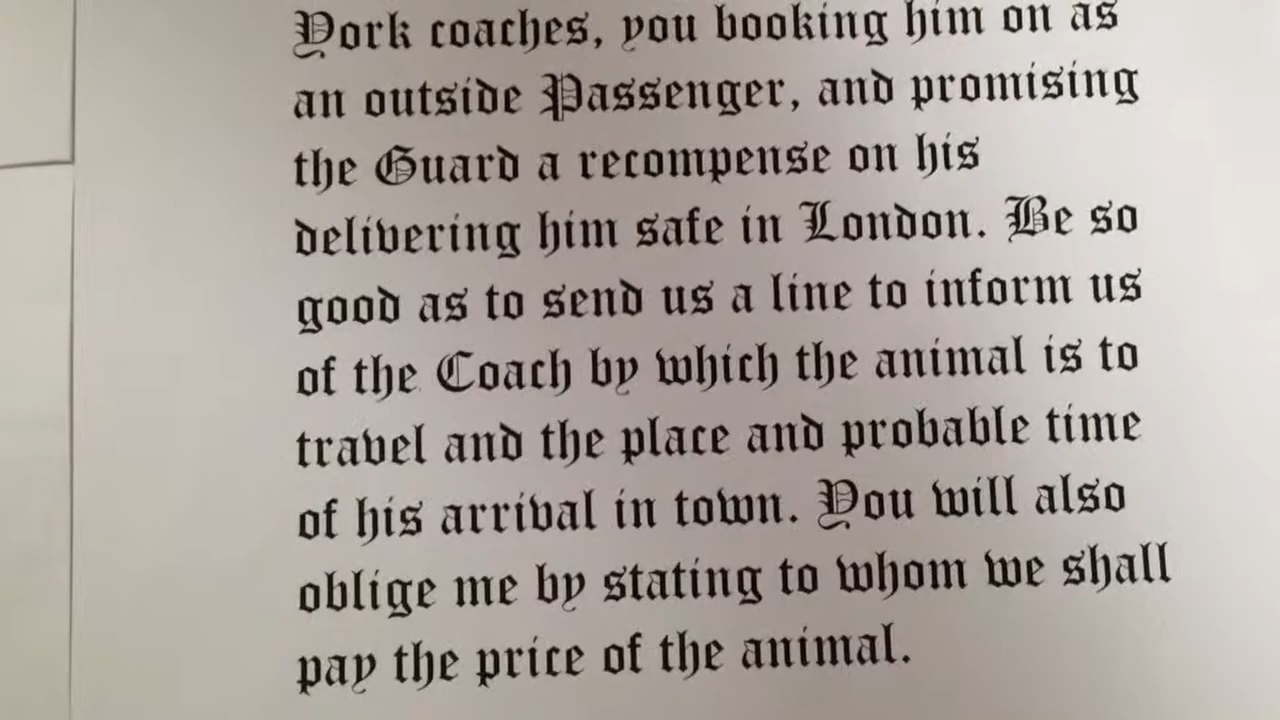 York coaches, you booking him on as
an outside Passenger, and promising
the Guard a recompense on his
delivering him safe in London. Be so
good as to send us a line to inform us
of the Coach by which the animal is to
travel and the place and probable time
of his arrival in town. You will also
oblige me by stating to whom we shall
pay the price of the animal.